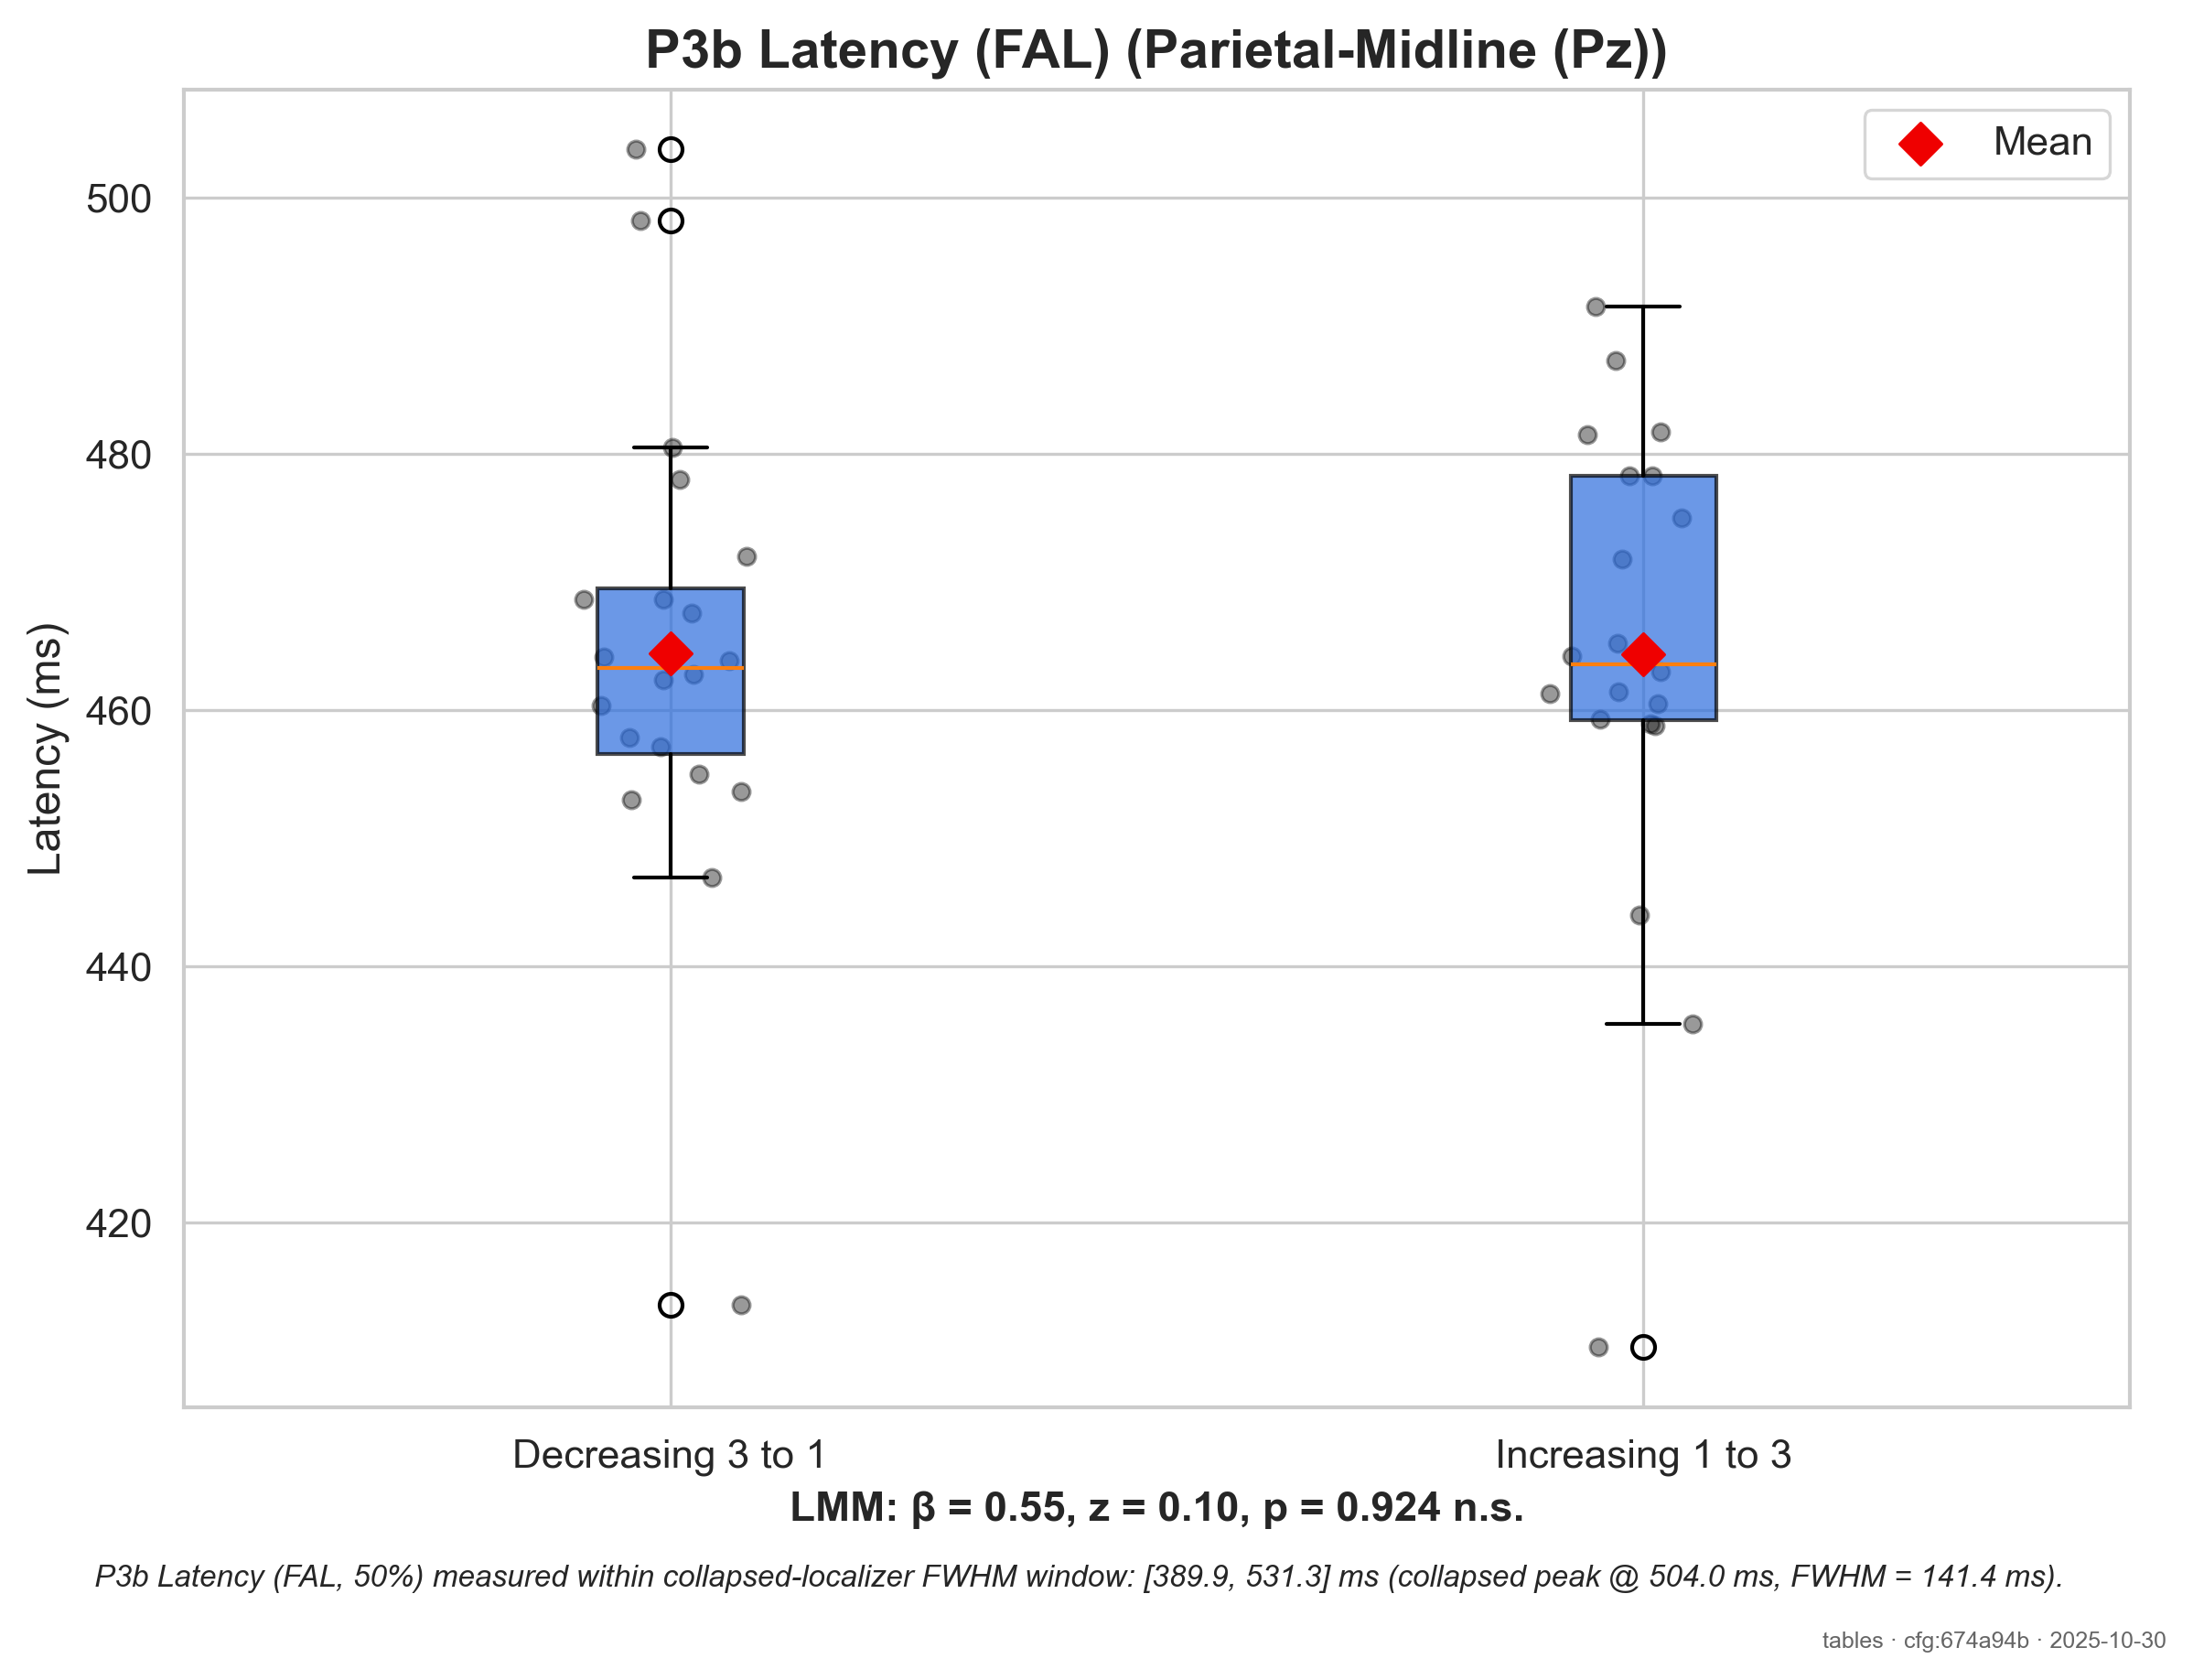 P3b Latency (FAL) (Parietal-Midline (Pz))
Mean
Latency (ms)
500
480
460
440
420
Decreasing 3 to 1
Increasing 1 to 3
LMM: β = 0.55, z = 0.10, p = 0.924 n.s.
P3b Latency (FAL, 50%) measured within collapsed-localizer FWHM window: [389.9, 531.3] ms (collapsed peak @ 504.0 ms, FWHM = 141.4 ms).
tables · cfg:674a94b · 2025-10-30